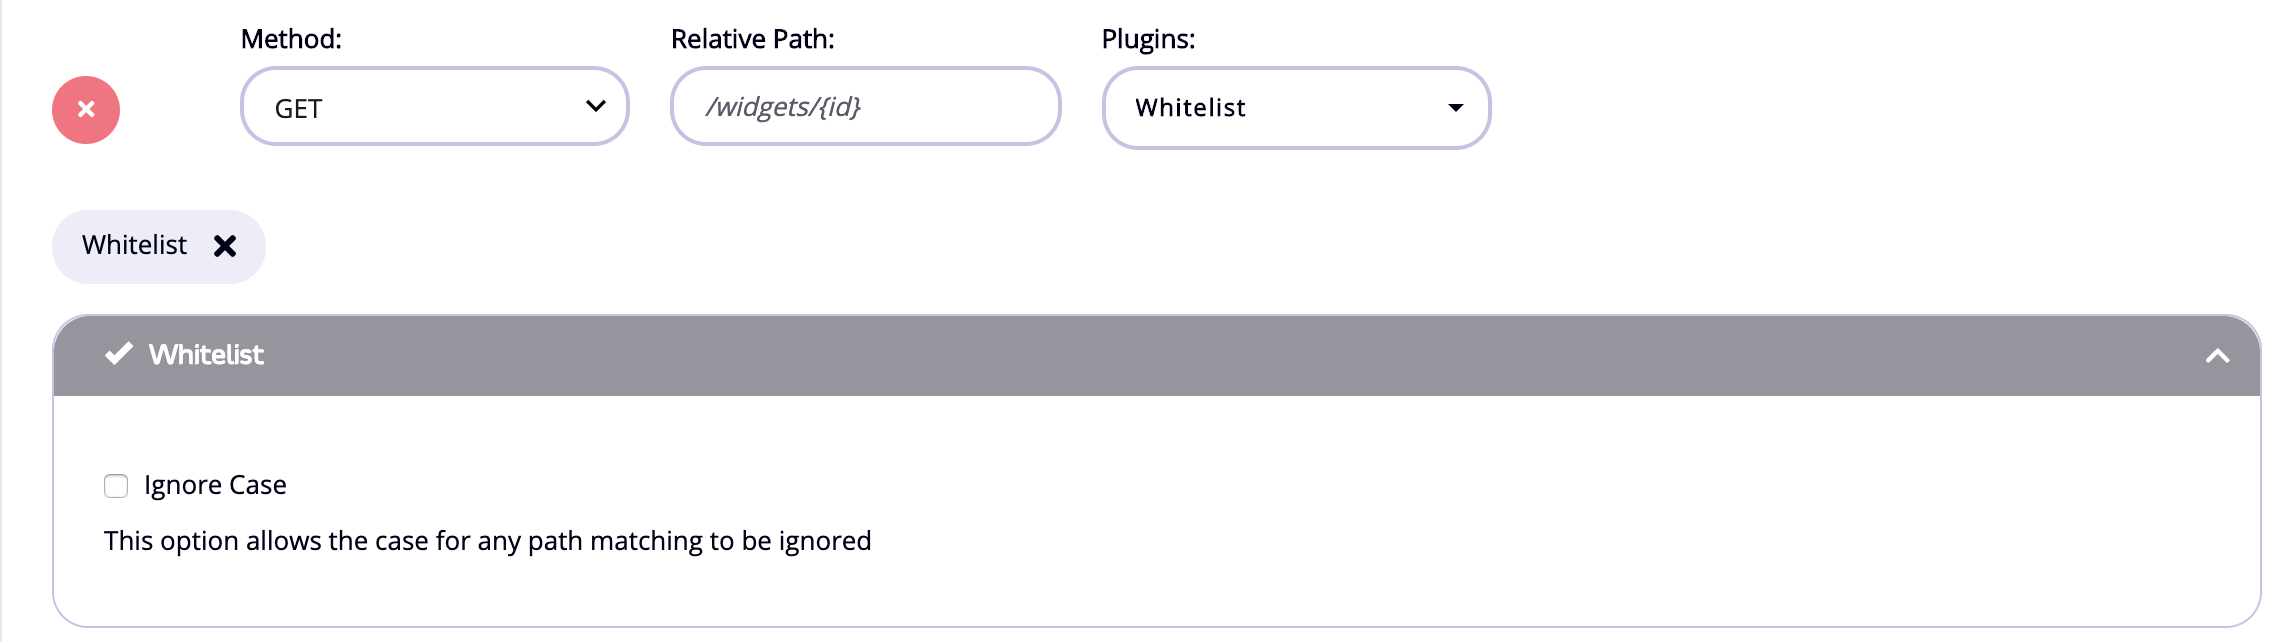 Method:
Relative Path:
Plugins:
GET
/widgets/{id}
Whitelist
Whitelist
Whitelist
Ignore Case
This option allows the case for any path matching to be ignored